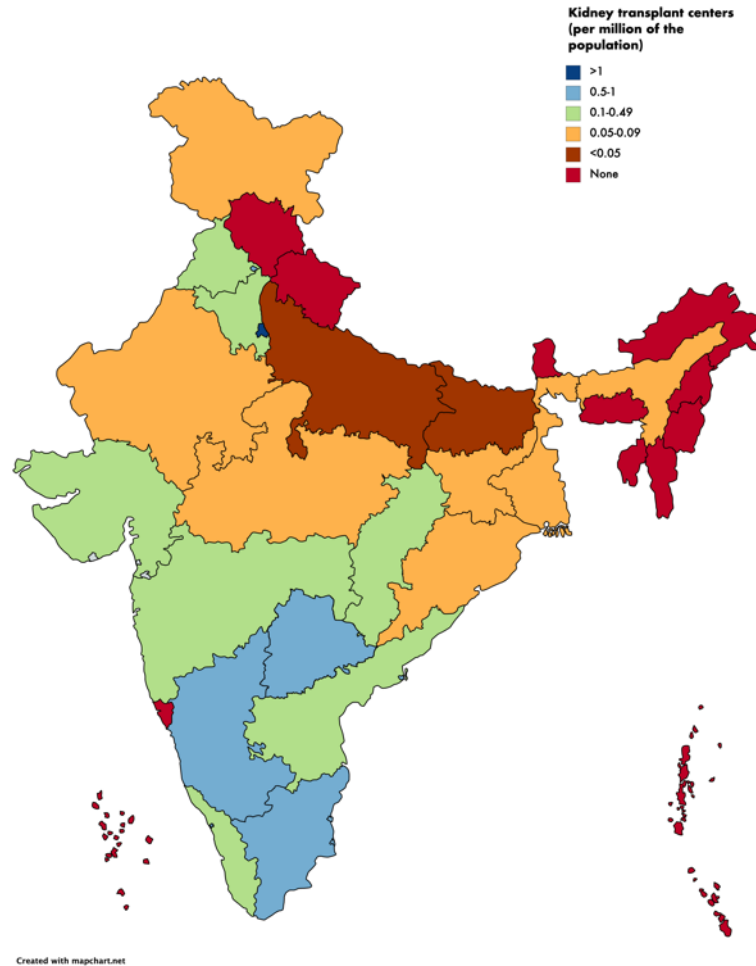 Kidney transplant centers
(per million of the
population)
>1
0.5-1
0.1-0.49
0.05-0.09
<0.05
None
Created with mapchart.net